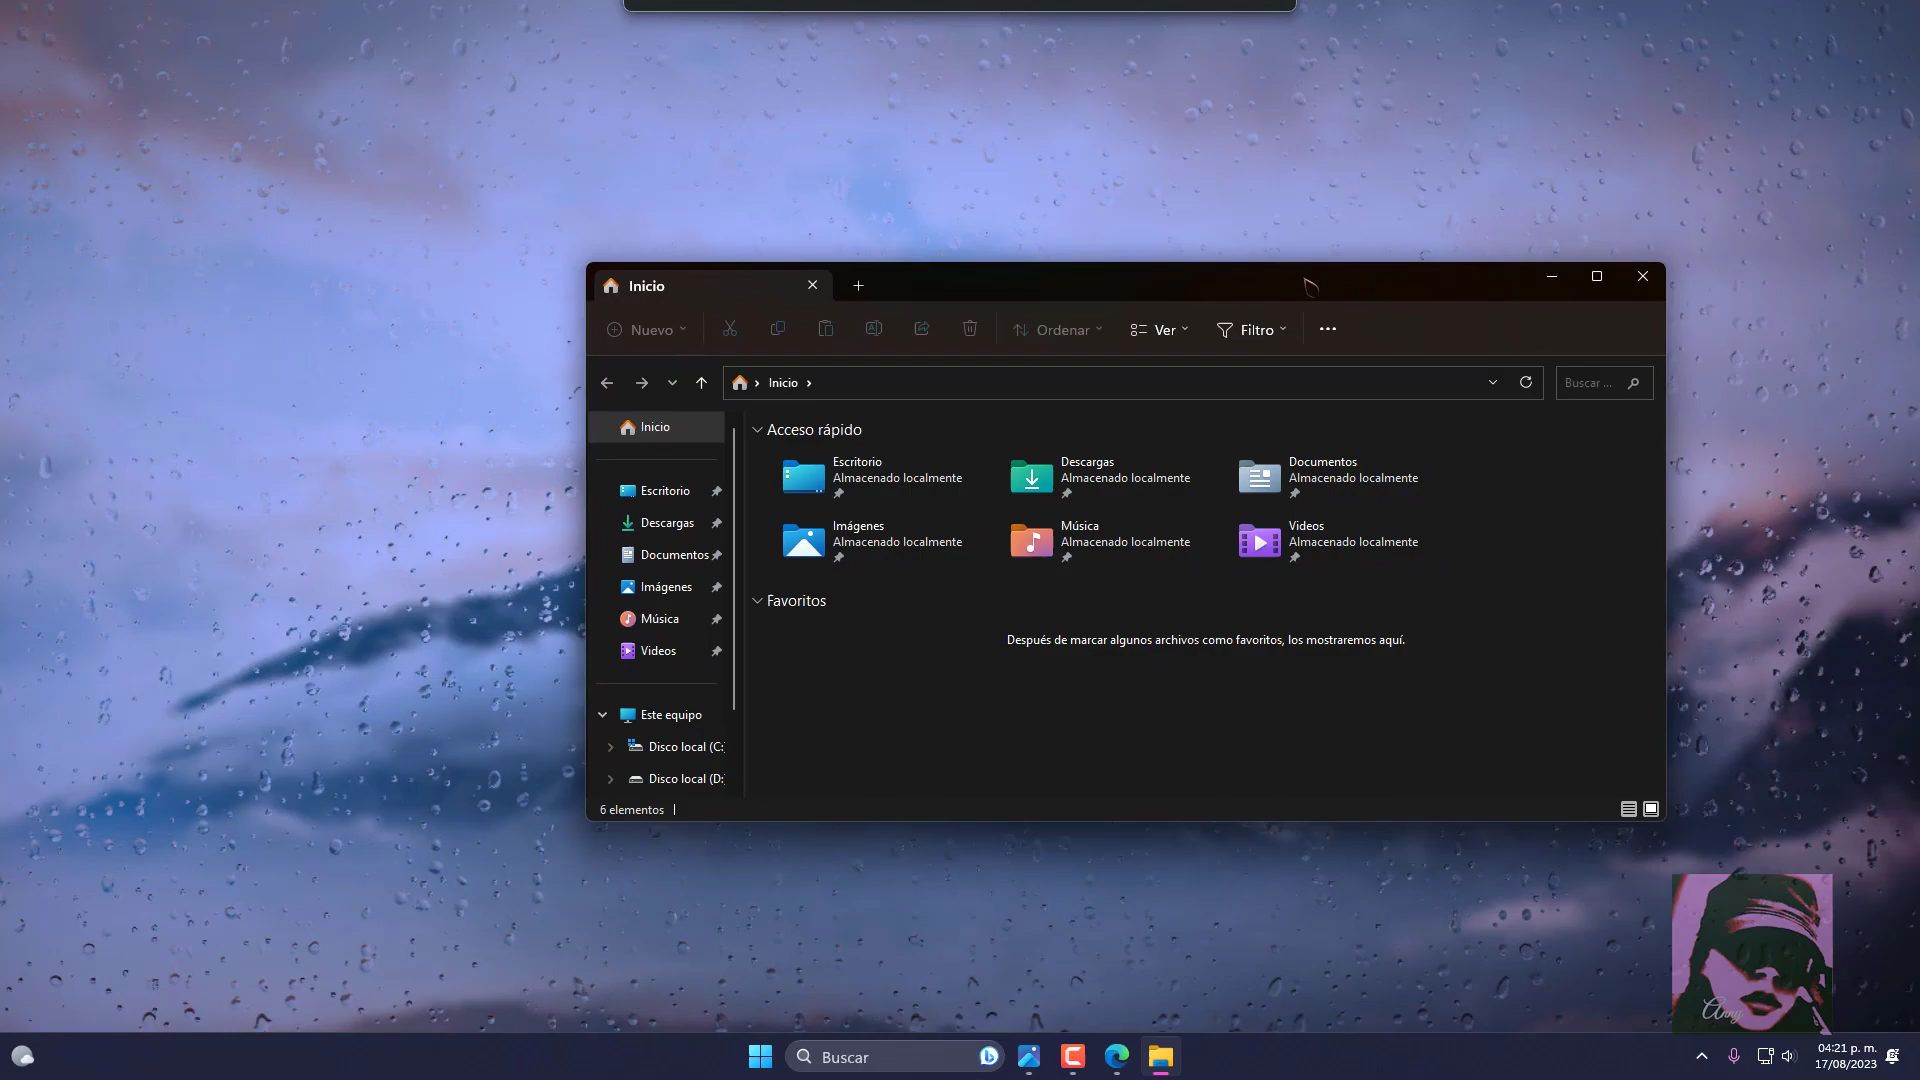 Inicio
Nuevo
Ordenar
Ver
Filtro
Inicio
Buscar ...
Inicio
Escritorio
Descargas
Documentos
Imágenes
Música
Videos
Este equipo
Disco local (C:
Disco local (D:
Acceso rápido
Escritorio
Almacenado localmente
Descargas
Almacenado localmente
Documentos
Almacenado localmente
Imágenes
Almacenado localmente
Música
Almacenado localmente
Videos
Almacenado localmente
Favoritos
Después de marcar algunos archivos como favoritos, los mostraremos aquí.
6 elementos
Anny
Buscar
04:21 p. m.
17/08/2023